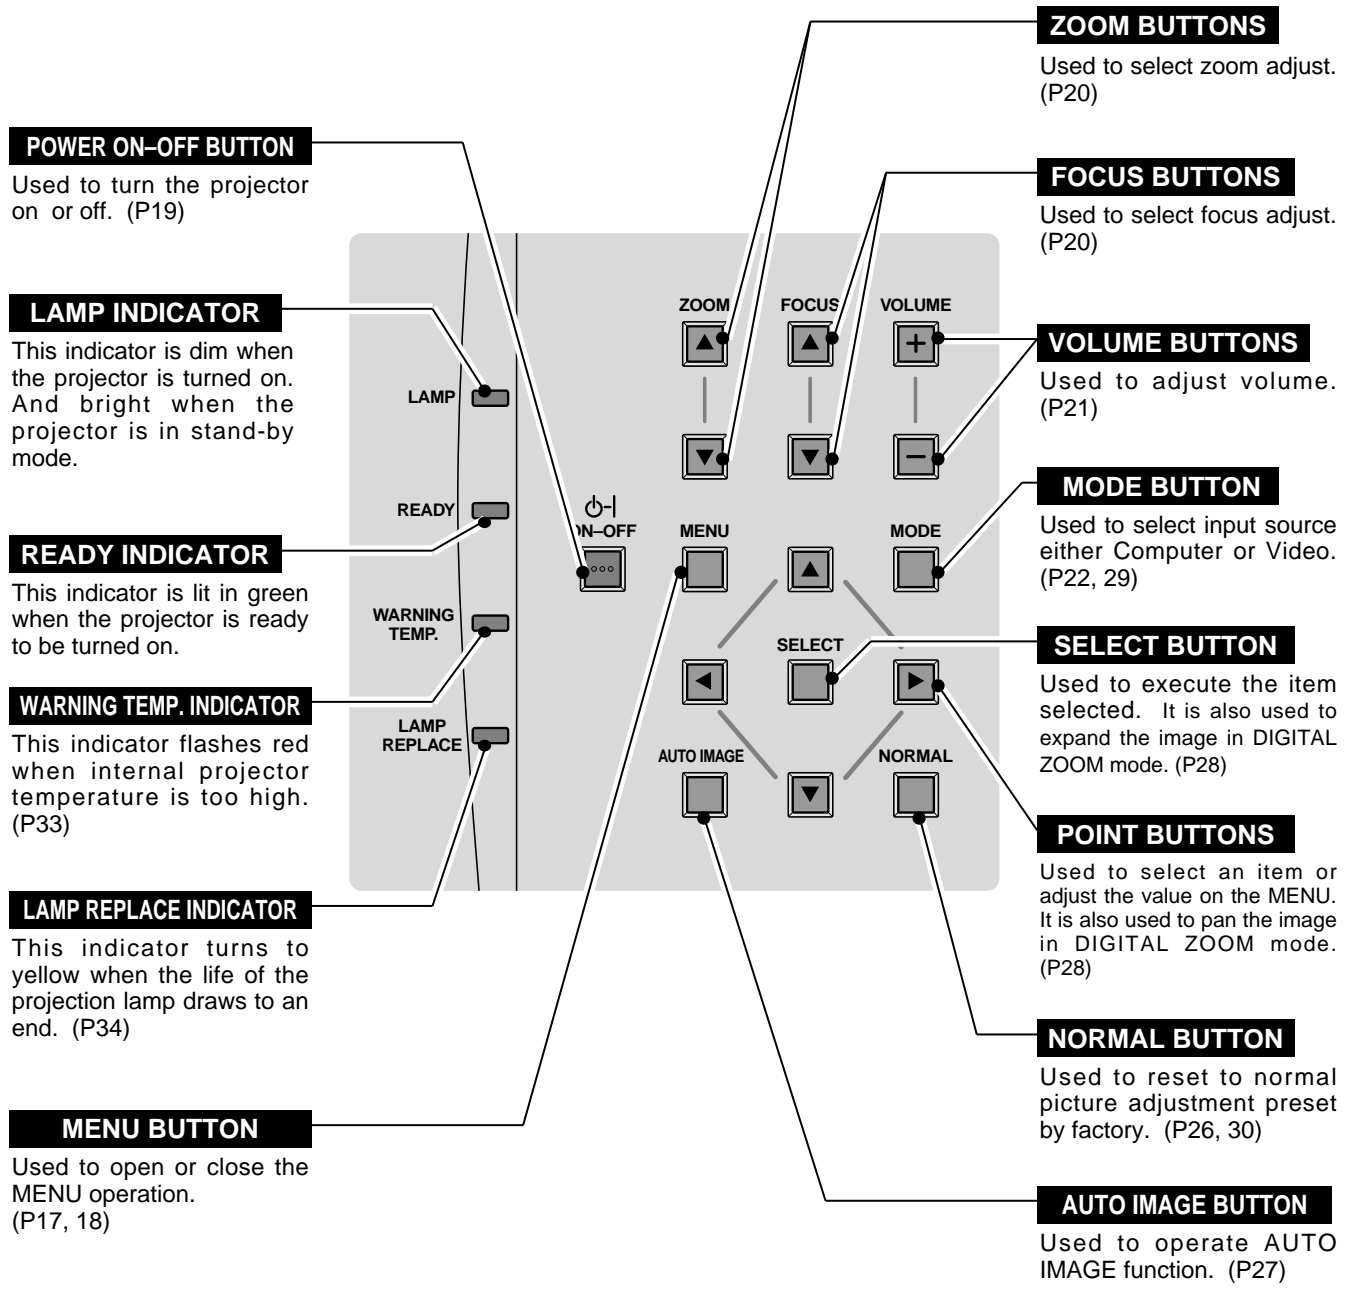 POWER ON–OFF BUTTON
Used to turn the projector
on or off. (P19)
LAMP INDICATOR
This indicator is dim when
the projector is turned on.
And bright when the
projector is in stand-by
mode.
READY INDICATOR
This indicator is lit in green
when the projector is ready
to be turned on.
WARNING TEMP. INDICATOR
This indicator flashes red
when internal projector
temperature is too high.
(P33)
LAMP REPLACE INDICATOR
This indicator turns to
yellow when the life of the
projection lamp draws to an
end. (P34)
MENU BUTTON
Used to open or close the
MENU operation.
(P17, 18)
ZOOM
FOCUS
VOLUME
LAMP
READY
ON–OFF
MENU
MODE
WARNING
TEMP.
SELECT
LAMP
REPLACE
AUTO IMAGE
NORMAL
ZOOM BUTTONS
Used to select zoom adjust.
(P20)
FOCUS BUTTONS
Used to select focus adjust.
(P20)
VOLUME BUTTONS
Used to adjust volume.
(P21)
MODE BUTTON
Used to select input source
either Computer or Video.
(P22, 29)
SELECT BUTTON
Used to execute the item
selected. It is also used to
expand the image in DIGITAL
ZOOM mode. (P28)
POINT BUTTONS
Used to select an item or
adjust the value on the MENU.
It is also used to pan the image
in DIGITAL ZOOM mode.
(P28)
NORMAL BUTTON
Used to reset to normal
picture adjustment preset
by factory. (P26, 30)
AUTO IMAGE BUTTON
Used to operate AUTO
IMAGE function. (P27)